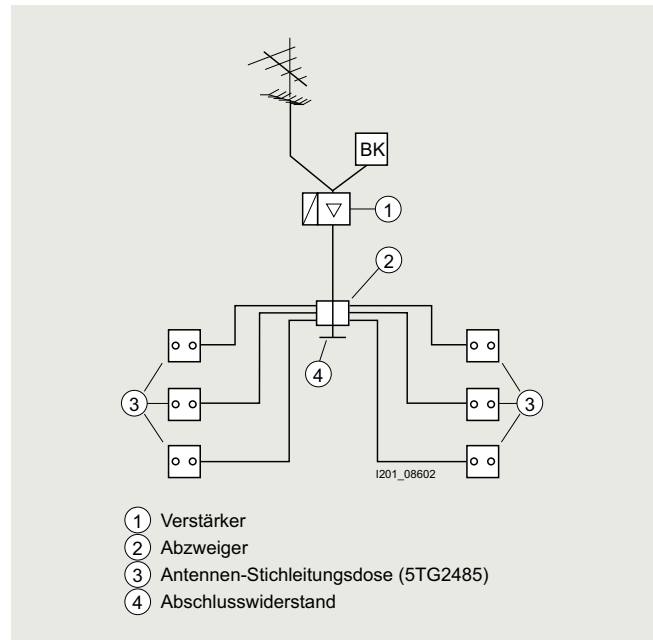 BK
1
2
4
3
3
I201_08602
1 Verstärker
2 Abzweiger
3 Antennen-Stichleitungsdose (5TG2485)
4 Abschlusswiderstand